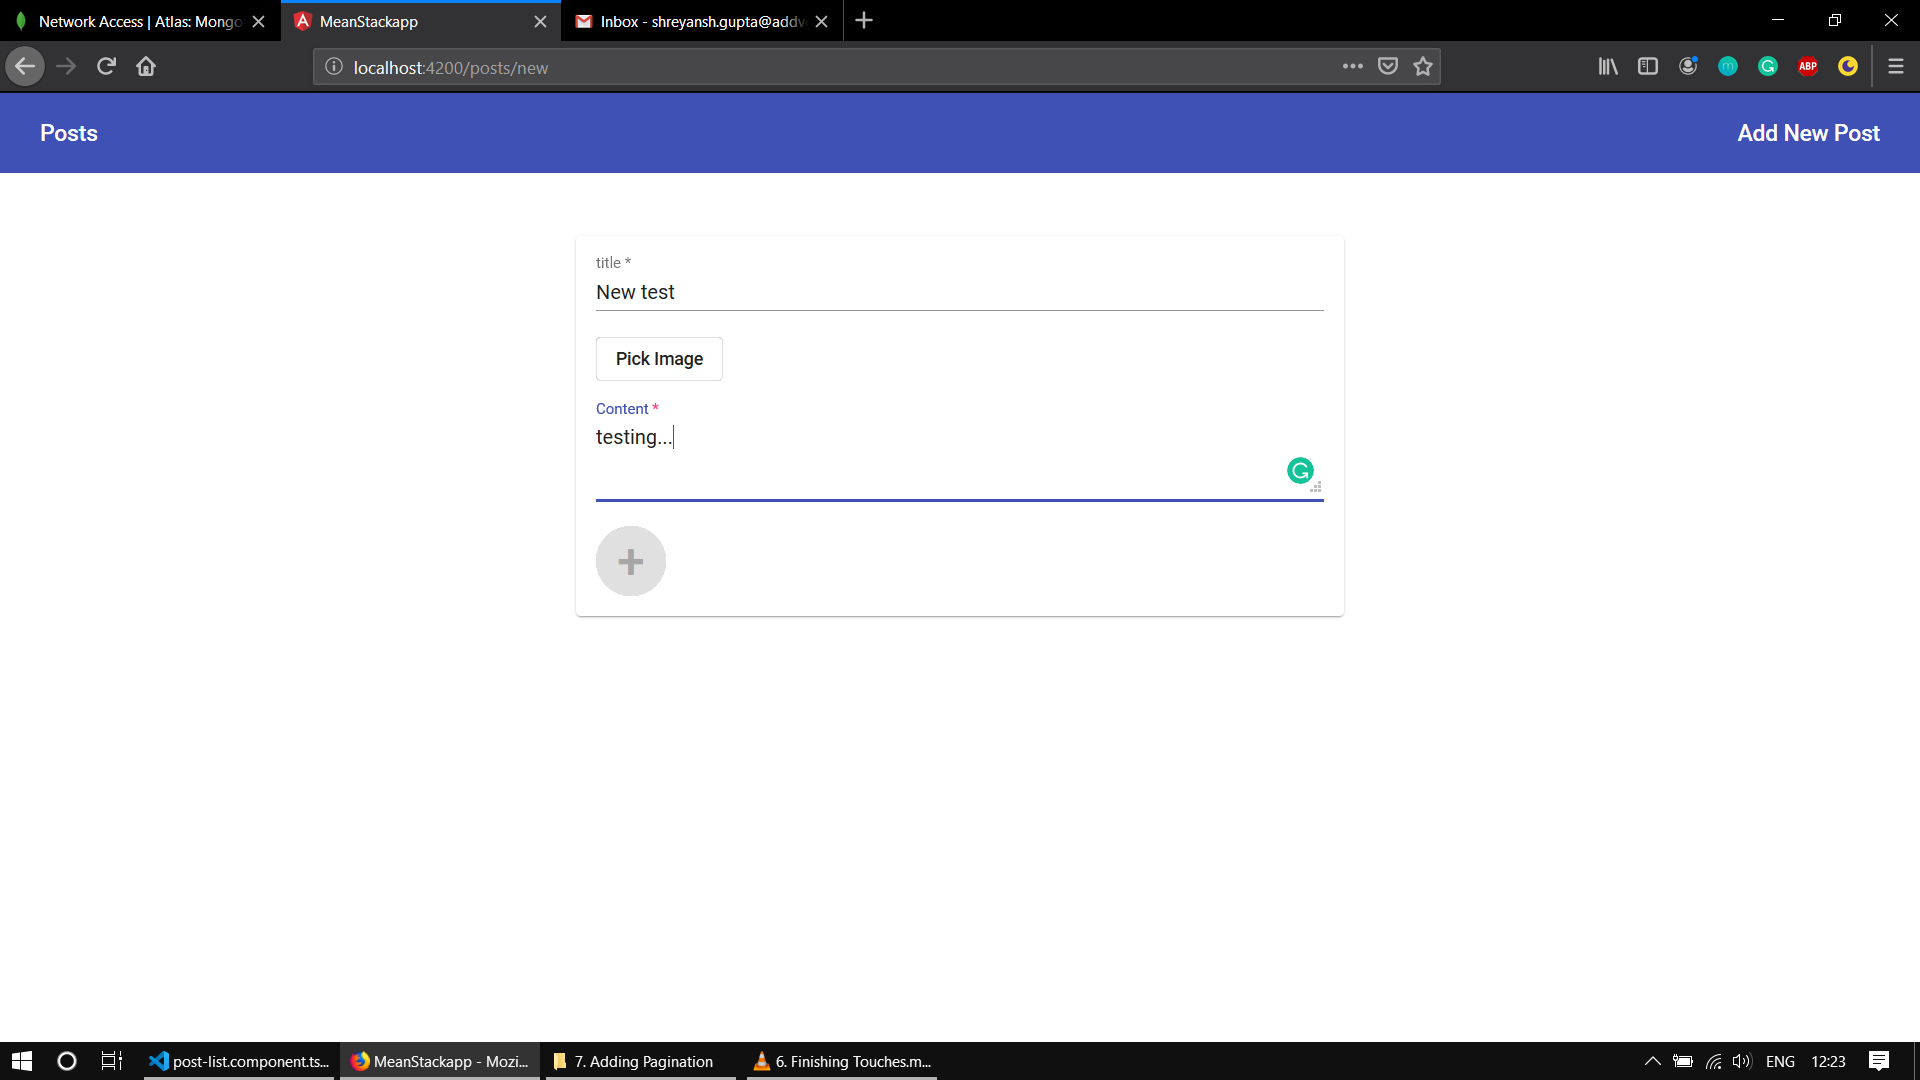 Network Access | Atlas: Mongo
MeanStackapp
Inbox - shreyansh.gupta@addv
localhost:4200/posts/new
ABP
Posts
Add New Post
title *
New test
Pick Image
Content *
testing...
post-list.component.ts...
MeanStackapp - Mozi...
7. Adding Pagination
6. Finishing Touches.m...
ENG
12:23